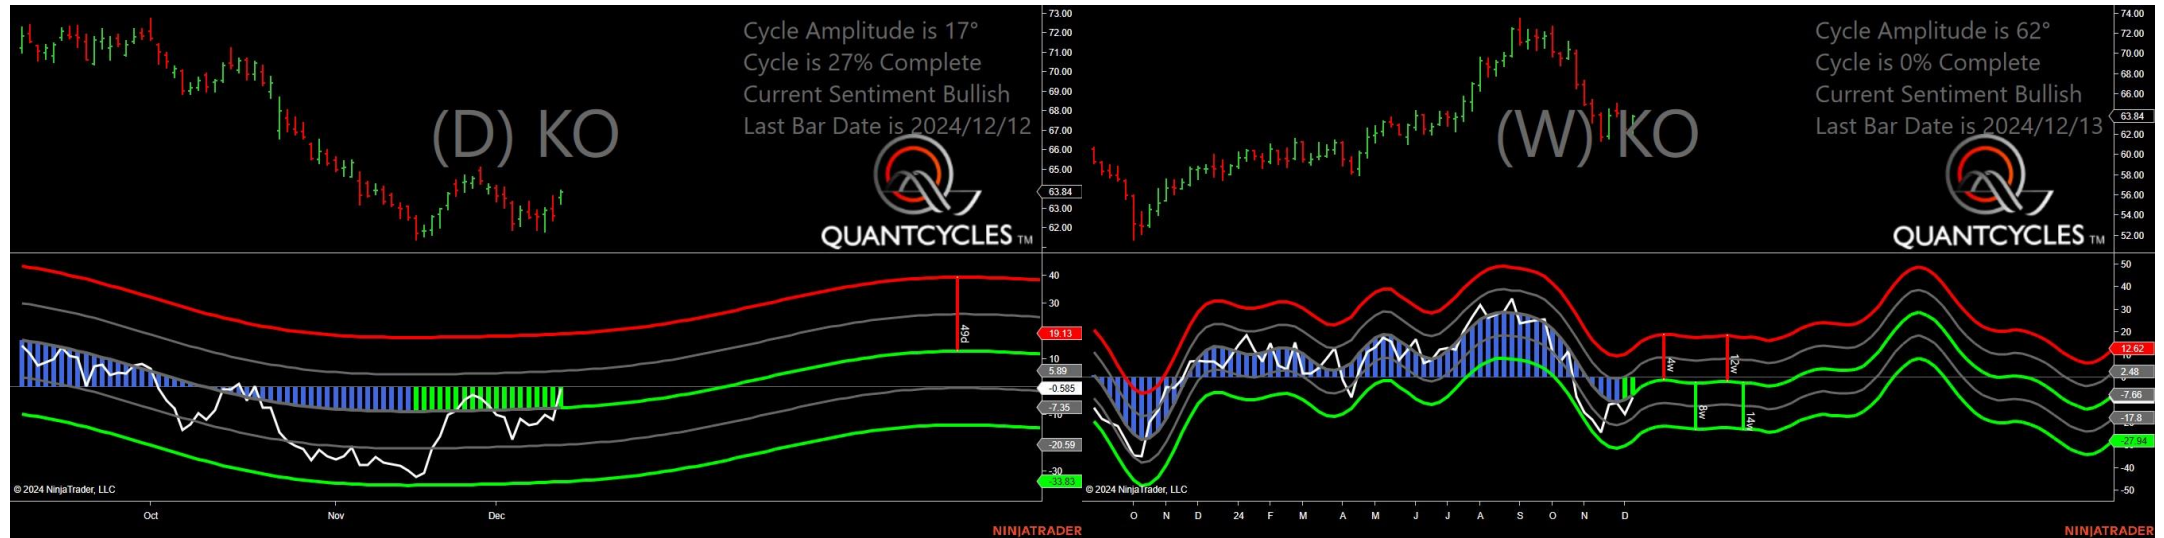 Cycle Amplitude is 17°
Cycle is 27% Complete
Current Sentiment Bullish
Last Bar Date is 2024/12/12
(D) KO
QUANTCYCLES TM
73.00
72.00
71.00
70.00
69.00
68.00
67.00
66.00
65.00
63.84
63.00
62.00
40
30
19.13
10
5.89
-0.585
-7.35
-20.59
-30
-33.83
49d
© 2024 NinjaTrader, LLC
Oct Nov Dec
NINJATRADER
Cycle Amplitude is 62°
Cycle is 0% Complete
Current Sentiment Bullish
Last Bar Date is 2024/12/13
(W) KO
QUANTCYCLES TM
74.00
72.00
70.00
68.00
66.00
63.84
62.00
60.00
58.00
56.00
54.00
52.00
50
40
30
20
12.62
2.48
-7.66
-17.8
-27.94
-40
-50
4w
12w
8w
14w
© 2024 NinjaTrader, LLC
O N D 24 F M A M J J A S O N D
NINJATRADER